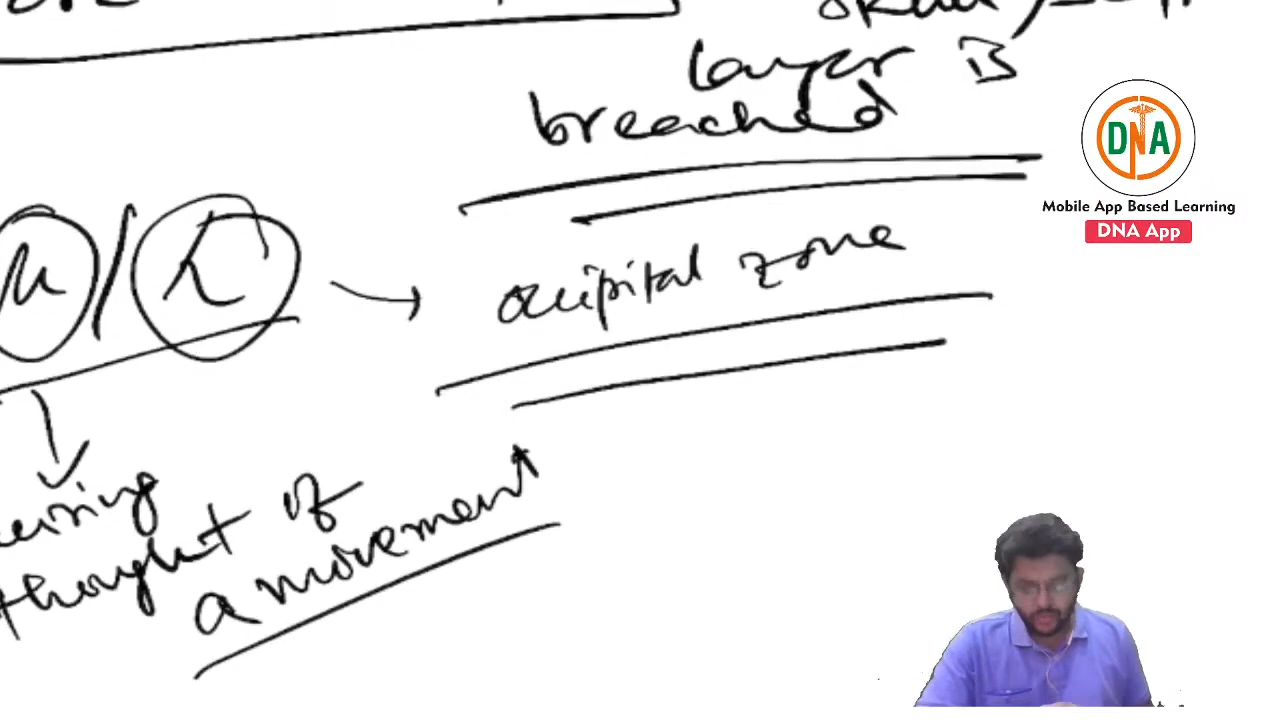 layer is
breached
DNA
Mobile App Based Learning
DNA App
μ / λ → occipital zone
thought of
a movement